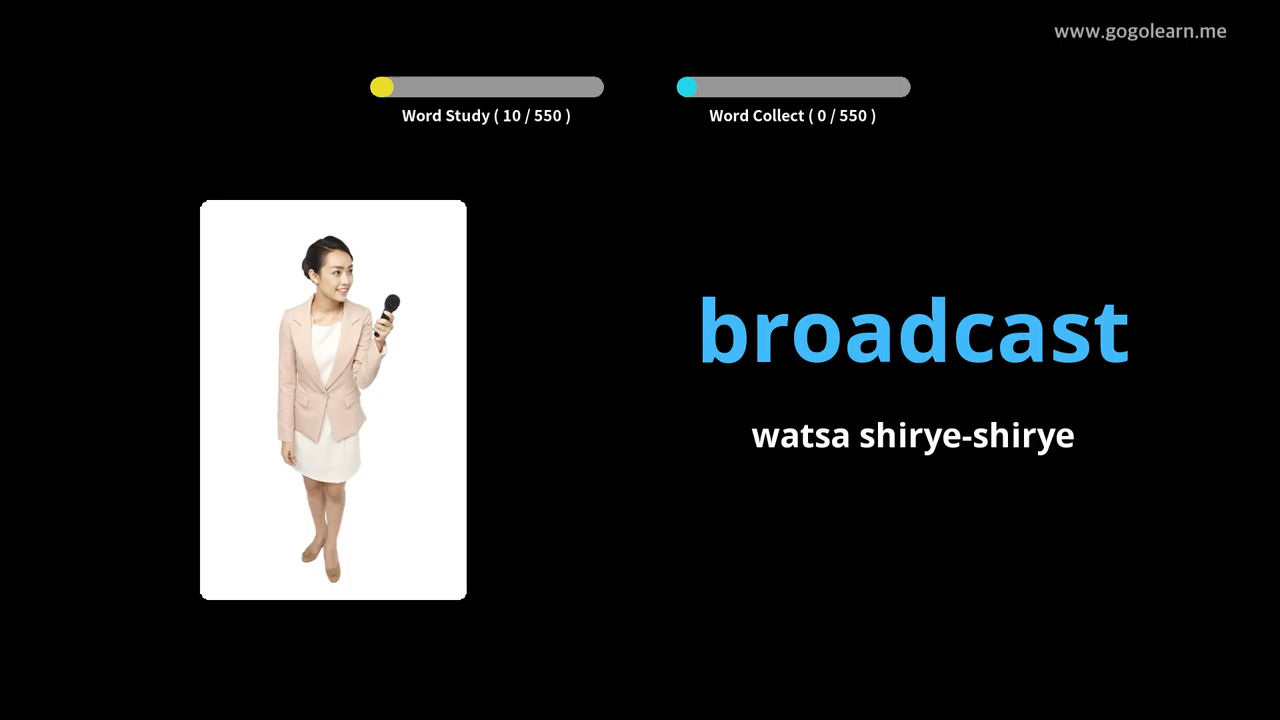 www.gogolearn.me
Word Study ( 10 / 550 )
Word Collect ( 0 / 550 )
broadcast
watsa shirye-shirye